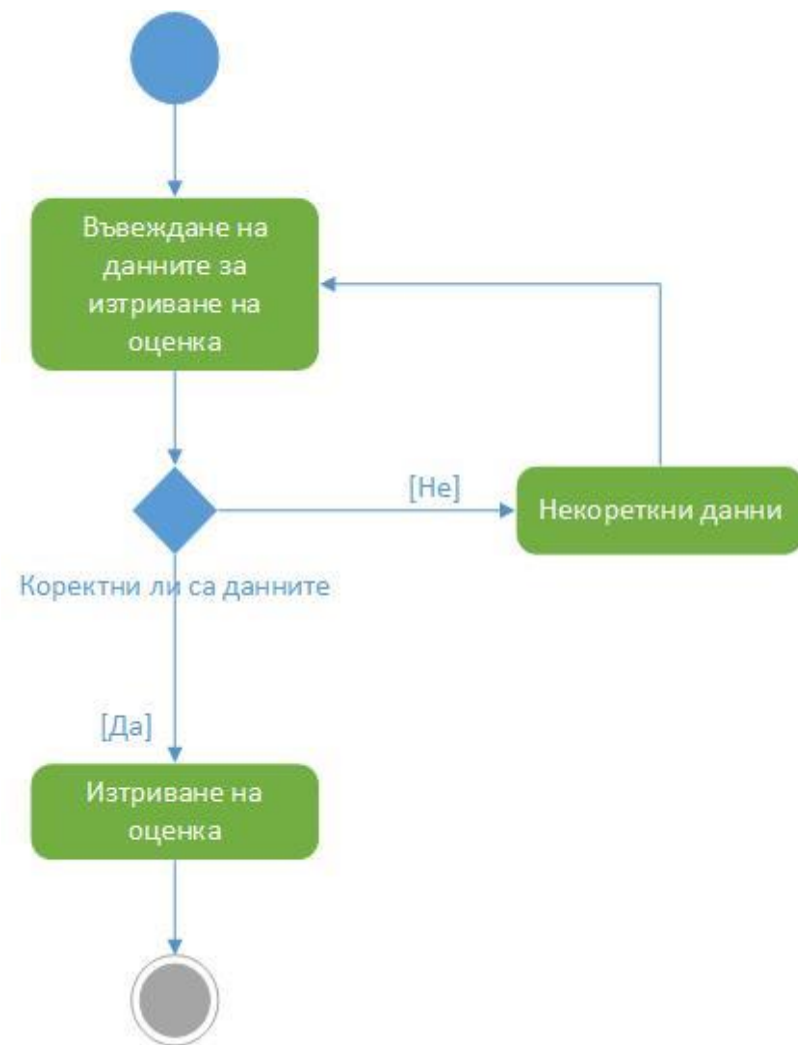 Въвеждане на
данните за
изтриване на
оценка
[Не]
Некореткни данни
Коректни ли са данните
[Да]
Изтриване на
оценка